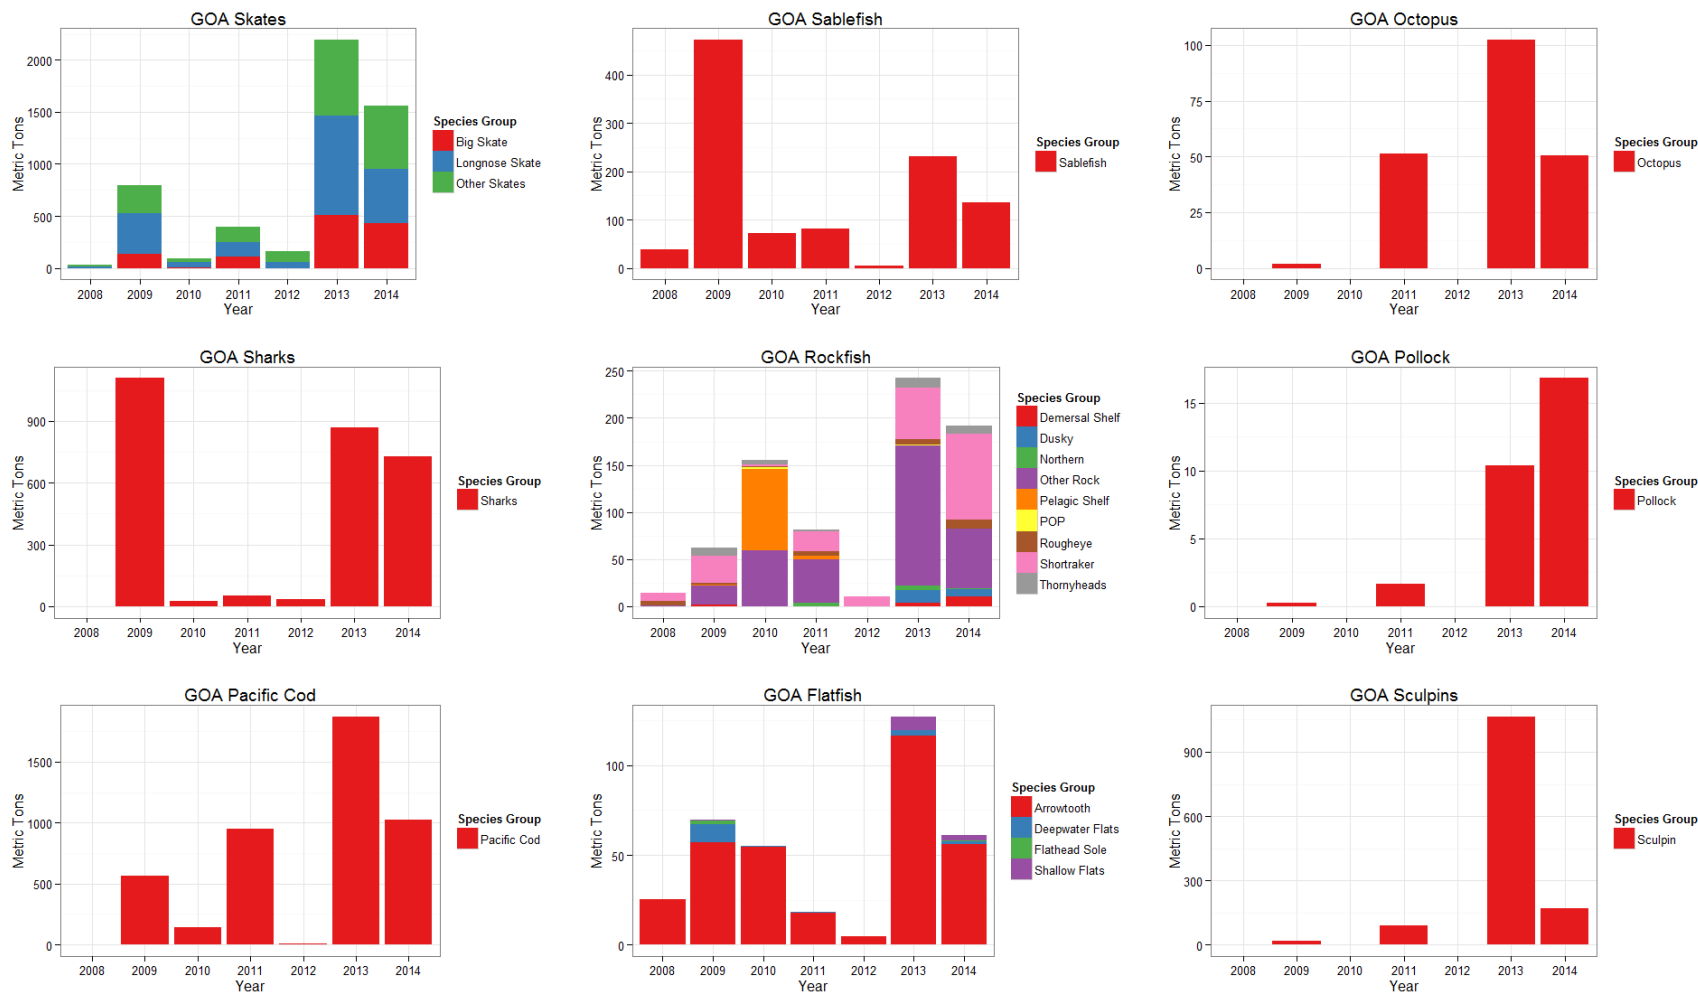 GOA Skates
Metric Tons
2000
1500
1000
500
0
2008 2009 2010 2011 2012 2013 2014
Year
Species Group
Big Skate
Longnose Skate
Other Skates
GOA Sablefish
Metric Tons
400
300
200
100
0
2008 2009 2010 2011 2012 2013 2014
Year
Species Group
Sablefish
GOA Octopus
Metric Tons
100
75
50
25
0
2008 2009 2010 2011 2012 2013 2014
Year
Species Group
Octopus
GOA Sharks
Metric Tons
900
600
300
0
2008 2009 2010 2011 2012 2013 2014
Year
Species Group
Sharks
GOA Rockfish
Metric Tons
250
200
150
100
50
0
2008 2009 2010 2011 2012 2013 2014
Year
Species Group
Demersal Shelf
Dusky
Northern
Other Rock
Pelagic Shelf
POP
Rougheye
Shortraker
Thornyheads
GOA Pollock
Metric Tons
15
10
5
0
2008 2009 2010 2011 2012 2013 2014
Year
Species Group
Pollock
GOA Pacific Cod
Metric Tons
1500
1000
500
0
2008 2009 2010 2011 2012 2013 2014
Year
Species Group
Pacific Cod
GOA Flatfish
Metric Tons
100
50
0
2008 2009 2010 2011 2012 2013 2014
Year
Species Group
Arrowtooth
Deepwater Flats
Flathead Sole
Shallow Flats
GOA Sculpins
Metric Tons
900
600
300
0
2008 2009 2010 2011 2012 2013 2014
Year
Species Group
Sculpin